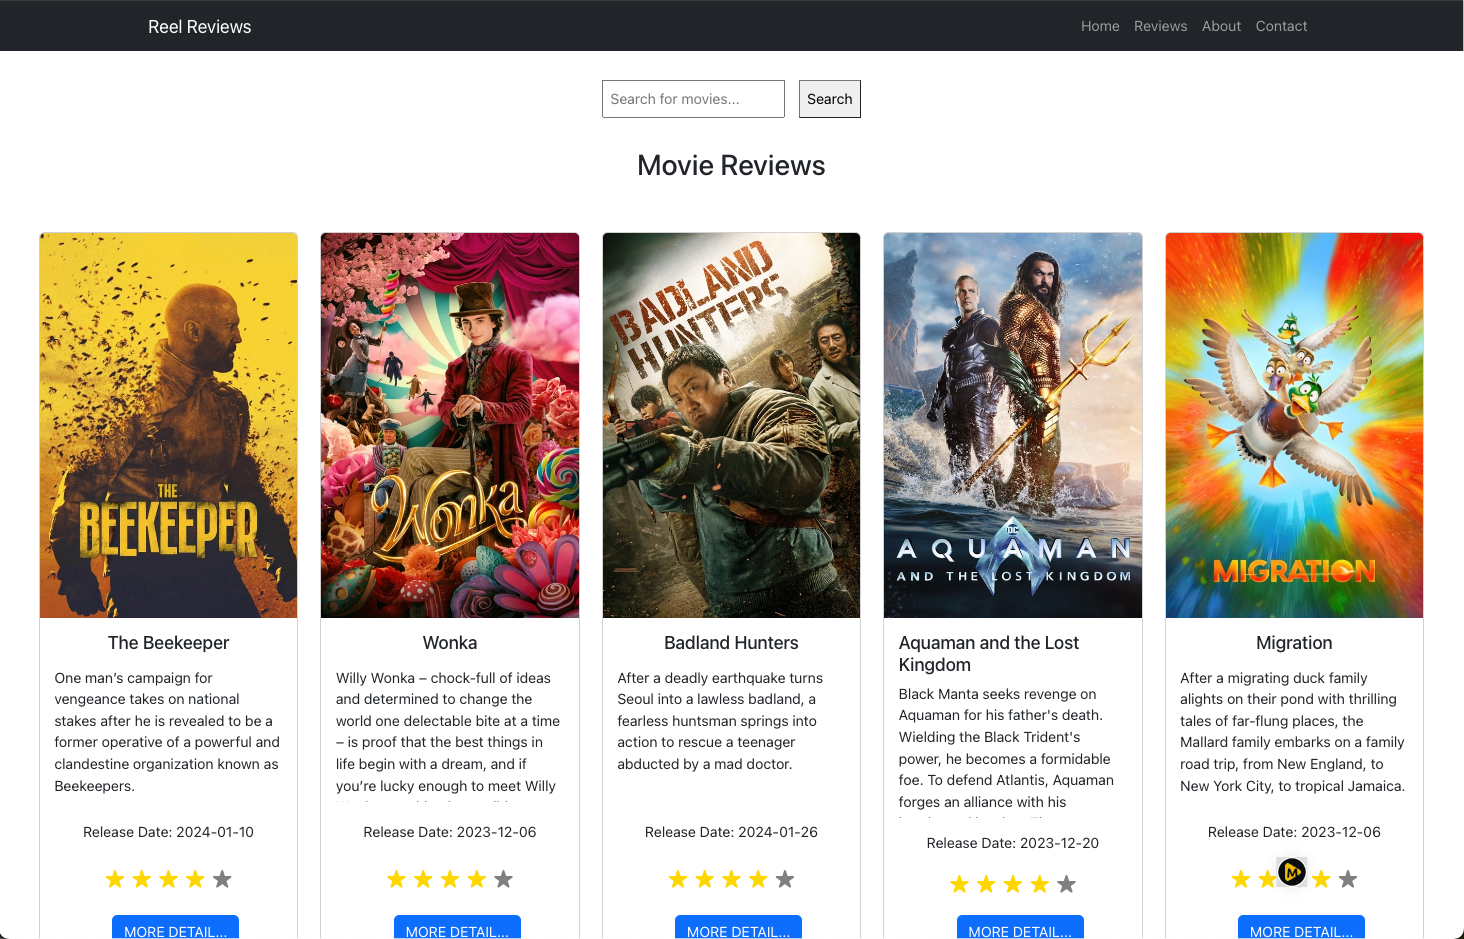 Reel Reviews
Home Reviews About Contact
Search for movies...
Search
Movie Reviews
THE
BEEKEEPER
The Beekeeper
One man’s campaign for
vengeance takes on national
stakes after he is revealed to be a
former operative of a powerful and
clandestine organization known as
Beekeepers.
Release Date: 2024-01-10
MORE DETAIL...
Wonka
Wonka
Willy Wonka – chock-full of ideas
and determined to change the
world one delectable bite at a time
– is proof that the best things in
life begin with a dream, and if
you’re lucky enough to meet Willy
Release Date: 2023-12-06
MORE DETAIL...
BADLAND
HUNTERS
Badland Hunters
After a deadly earthquake turns
Seoul into a lawless badland, a
fearless huntsman springs into
action to rescue a teenager
abducted by a mad doctor.
Release Date: 2024-01-26
MORE DETAIL...
DC
AQUAMAN
AND THE LOST KINGDOM
Aquaman and the Lost
Kingdom
Black Manta seeks revenge on
Aquaman for his father's death.
Wielding the Black Trident's
power, he becomes a formidable
foe. To defend Atlantis, Aquaman
forges an alliance with his
Release Date: 2023-12-20
MORE DETAIL...
MIGRATION
Migration
After a migrating duck family
alights on their pond with thrilling
tales of far-flung places, the
Mallard family embarks on a family
road trip, from New England, to
New York City, to tropical Jamaica.
Release Date: 2023-12-06
M
MORE DETAIL...